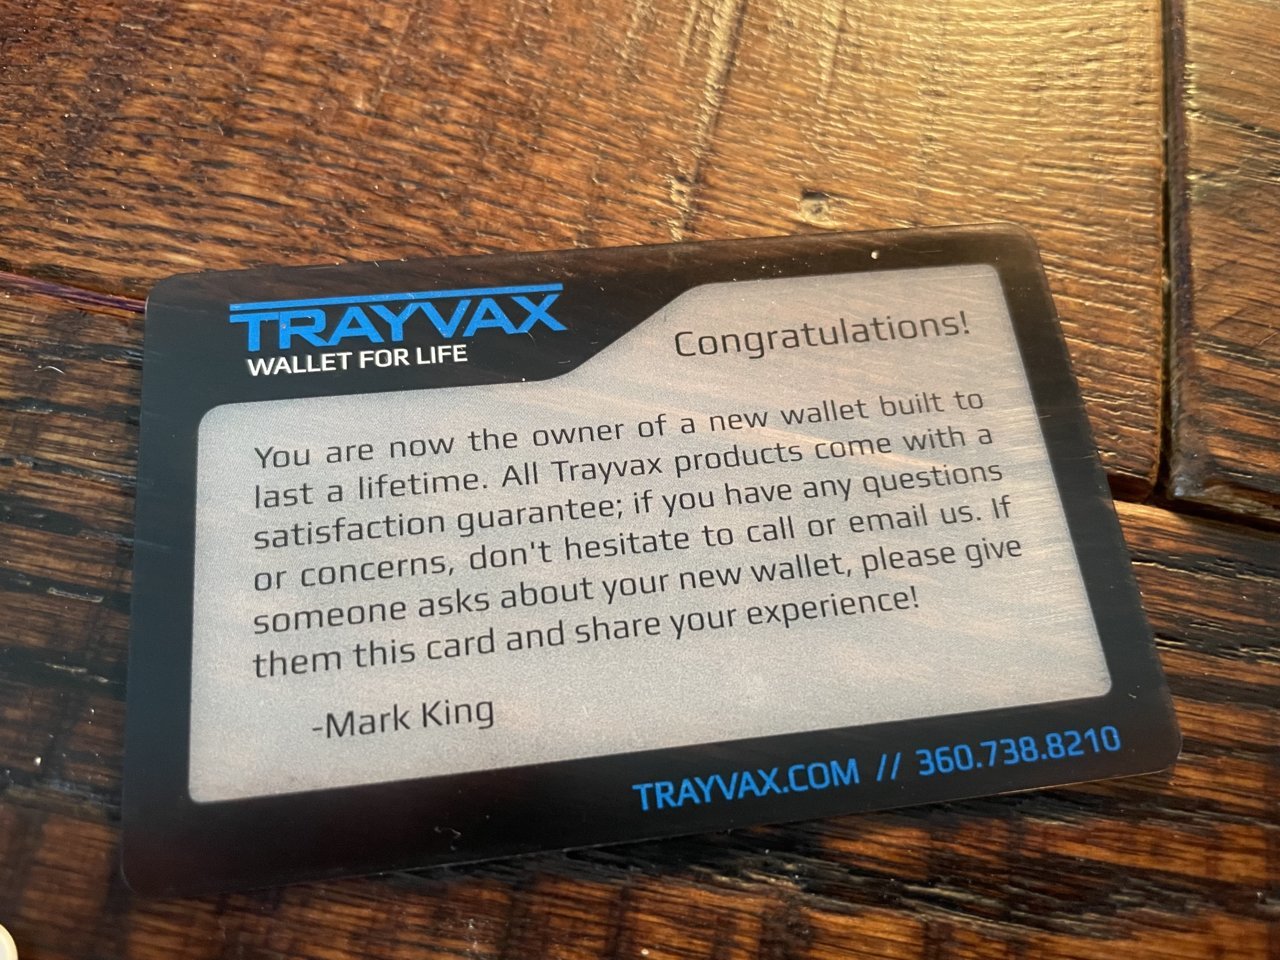 TRAYVAX
WALLET FOR LIFE
Congratulations!
You are now the owner of a new wallet built to
last a lifetime. All Trayvax products come with a
satisfaction guarantee; if you have any questions
or concerns, don't hesitate to call or email us. If
someone asks about your new wallet, please give
them this card and share your experience!
-Mark King
TRAYVAX.COM // 360.738.8210